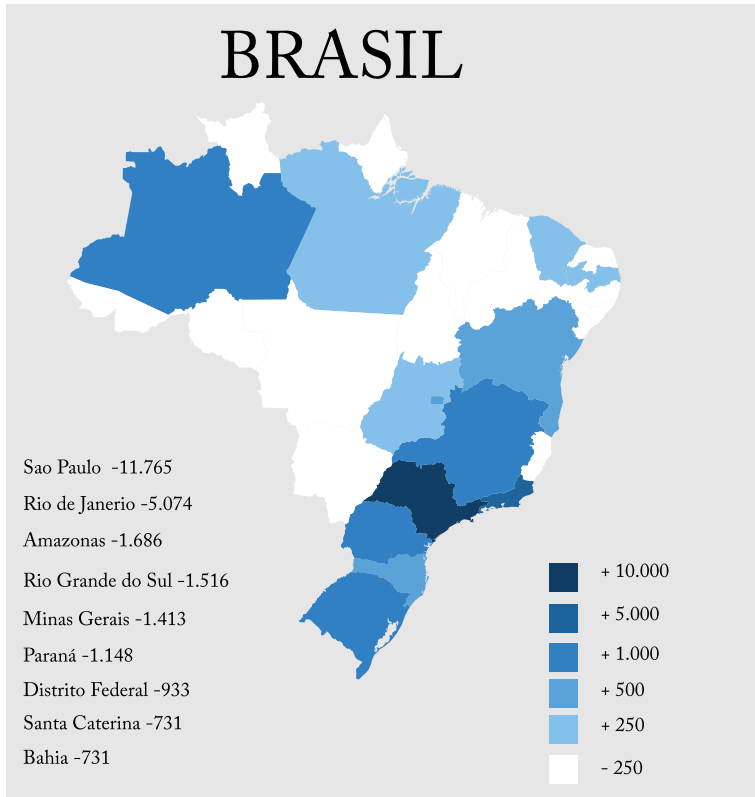 BRASIL
Sao Paulo -11.765
Rio de Janerio -5.074
Amazonas -1.686
Rio Grande do Sul -1.516
Minas Gerais -1.413
Paraná -1.148
Distrito Federal -933
Santa Caterina -731
Bahia -731
+ 10.000
+ 5.000
+ 1.000
+ 500
+ 250
- 250